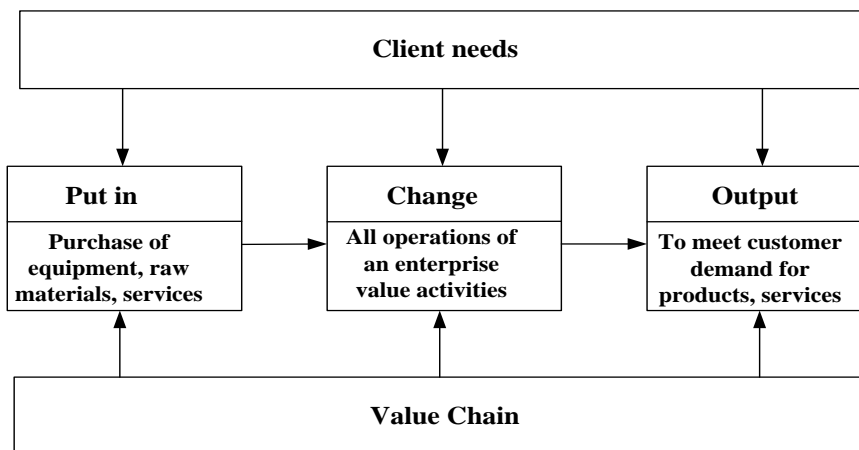 Client needs
Put in
Purchase of
equipment, raw
materials, services
Change
All operations of
an enterprise
value activities
Output
To meet customer
demand for
products, services
Value Chain